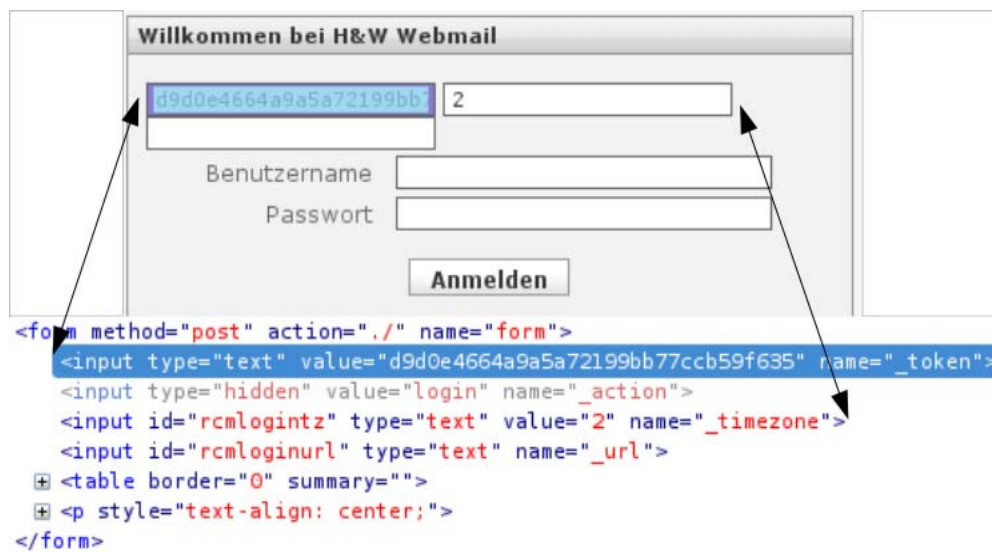 Willkommen bei H&W Webmail
d9d0e4664a9a5a72199bb7 2
Benutzername
Passwort
Anmelden
<form method="post" action="./" name="form">
<input type="text" value="d9d0e4664a9a5a72199bb77ccb59f635" name="_token">
<input type="hidden" value="login" name="_action">
<input id="rcmlogintz" type="text" value="2" name="_timezone">
<input id="rcmloginurl" type="text" name="_url">
<table border="0" summary="">
<p style="text-align: center;">
</form>